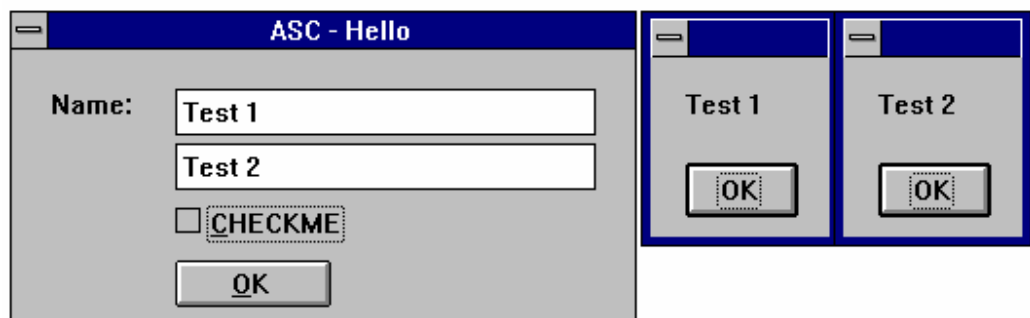 ASC - Hello
Name:
Test 1
Test 2
CHECKME
OK
Test 1
OK
Test 2
OK